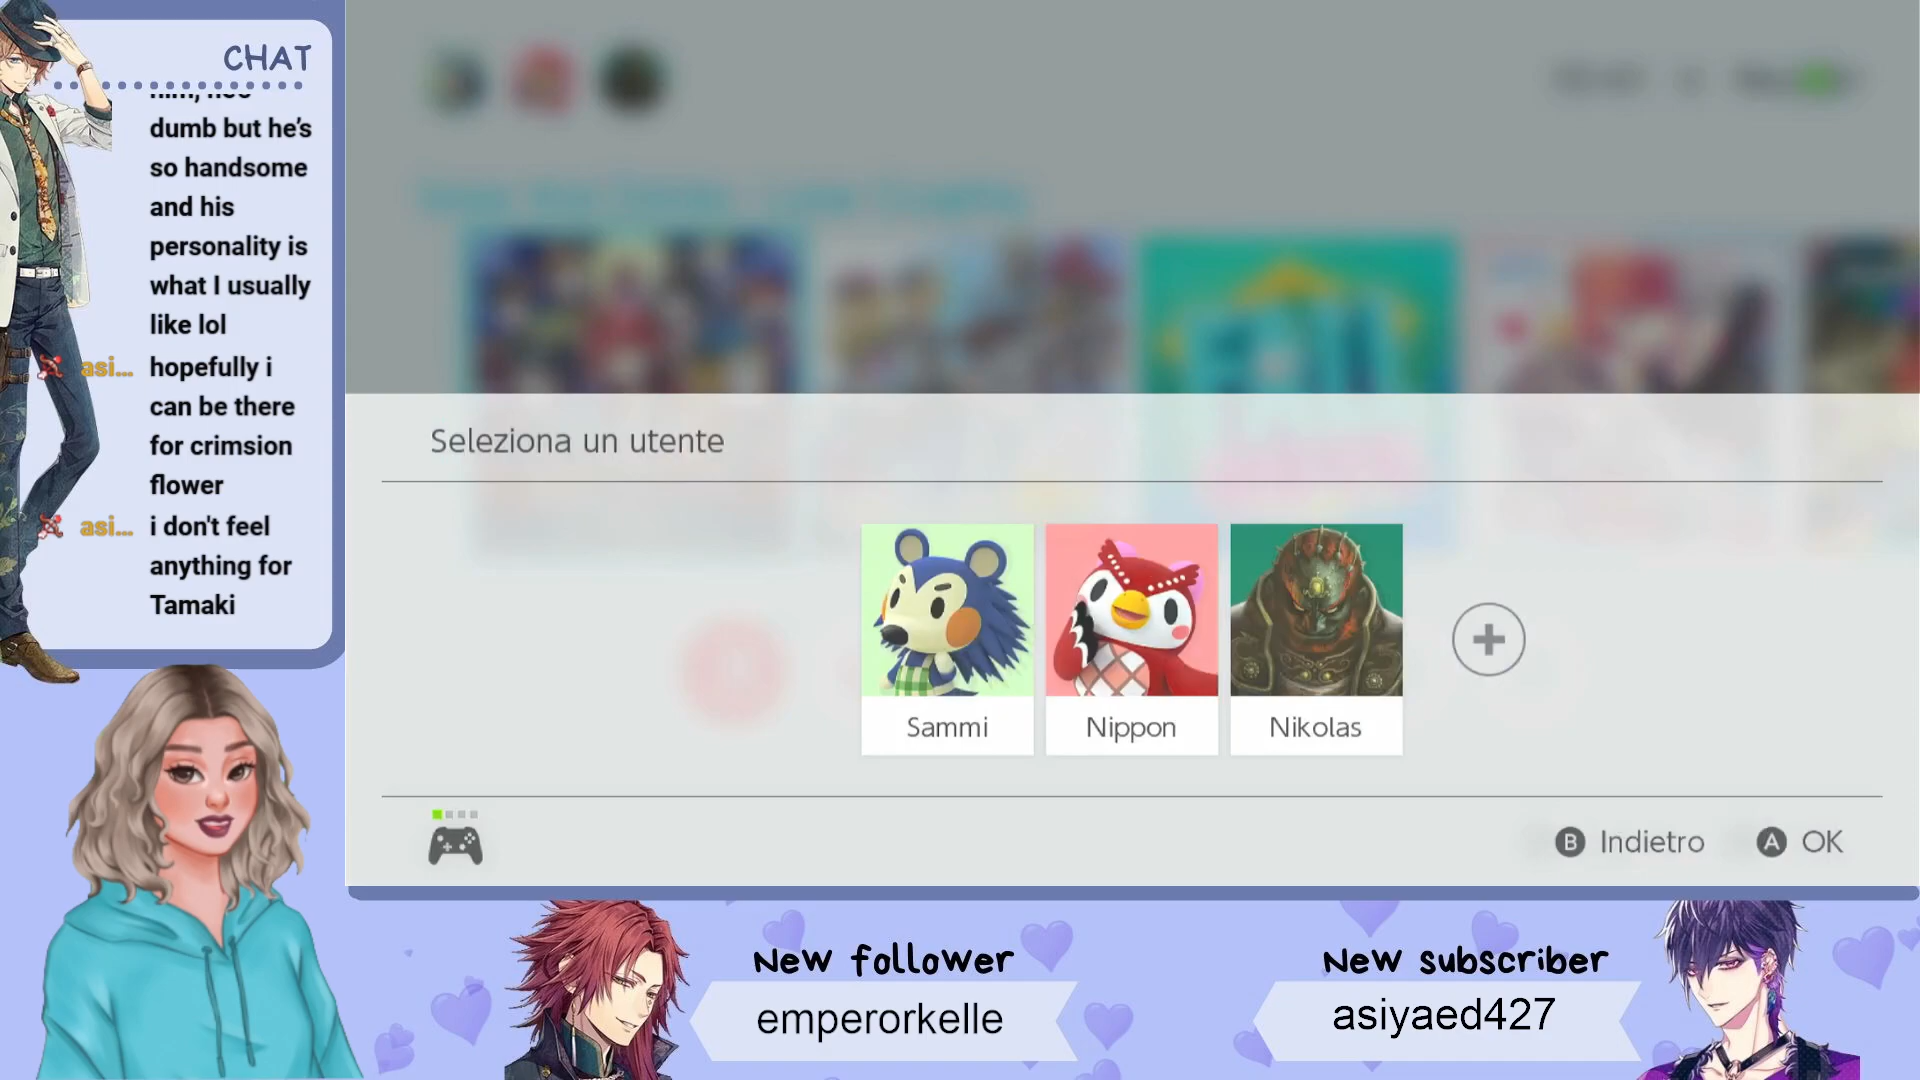 CHAT
dumb but he's
so handsome
and his
personality is
what I usually
like lol
asi... hopefully i
can be there
for crimsion
flower
asi... i don't feel
anything for
Tamaki
Seleziona un utente
Sammi
Nippon
Nikolas
B Indietro
A OK
New follower
emperorkelle
New subscriber
asiyaed427